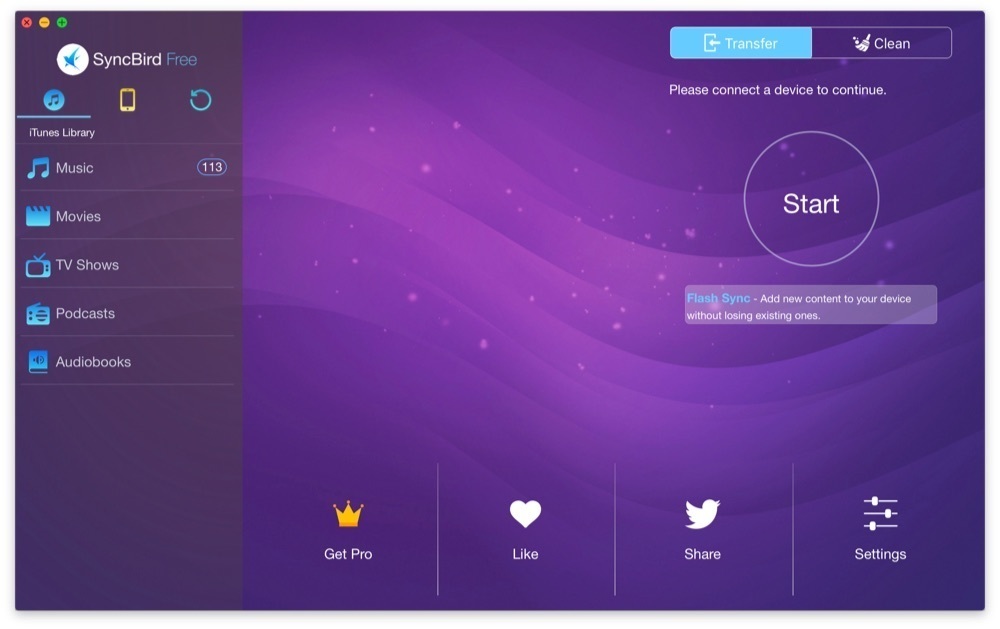 SyncBird Free
iTunes Library
Music
113
Movies
TV Shows
Podcasts
Audiobooks
Transfer
Clean
Please connect a device to continue.
Start
Flash Sync - Add new content to your device
without losing existing ones.
Get Pro
Like
Share
Settings